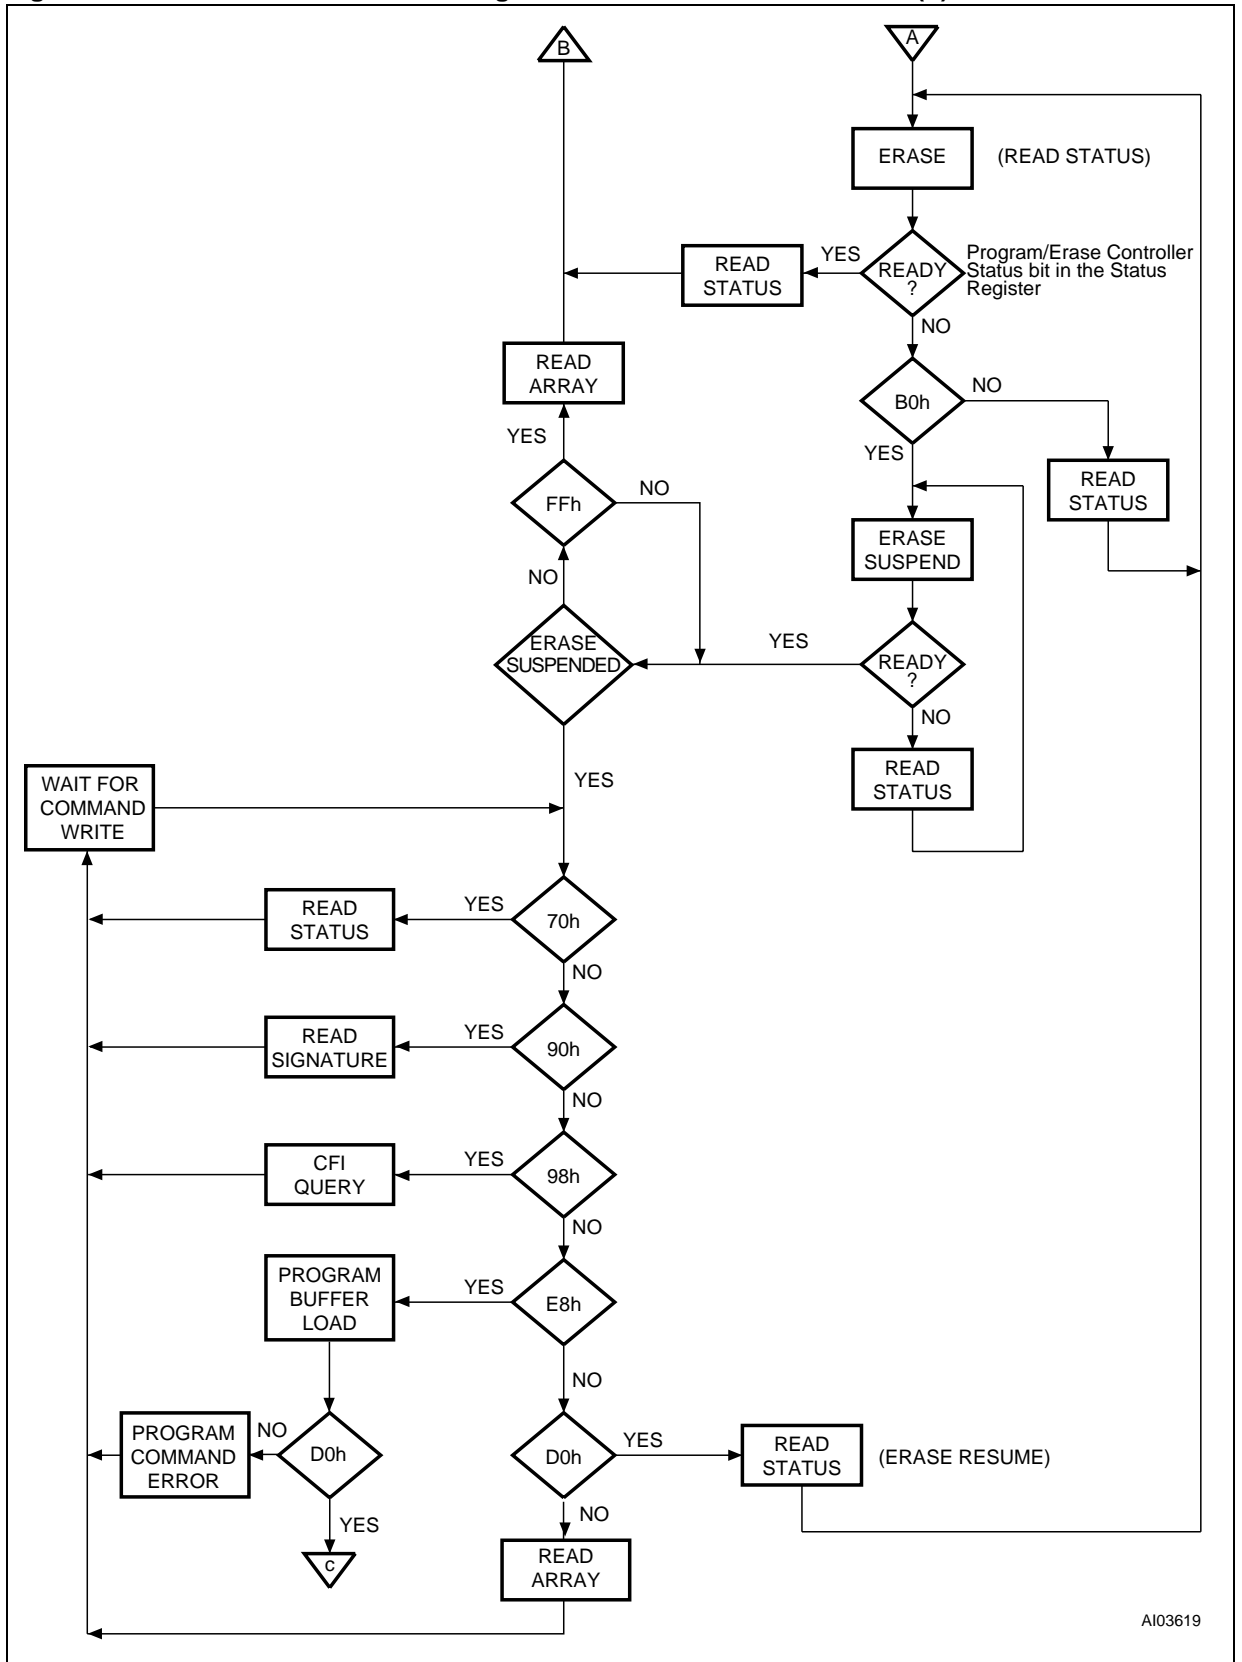 B
A
ERASE
(READ STATUS)
READ
STATUS
YES
READY
?
Program/Erase Controller
Status bit in the Status
Register
NO
READ
ARRAY
B0h
NO
YES
YES
READ
STATUS
FFh
NO
ERASE
SUSPEND
NO
ERASE
SUSPENDED
YES
READY
?
NO
READ
STATUS
YES
WAIT FOR
COMMAND
WRITE
READ
STATUS
YES
70h
NO
READ
SIGNATURE
YES
90h
NO
CFI
QUERY
YES
98h
NO
PROGRAM
BUFFER
LOAD
YES
E8h
NO
PROGRAM
COMMAND
ERROR
NO
D0h
YES
c
D0h
YES
READ
STATUS
(ERASE RESUME)
NO
READ
ARRAY
AI03619